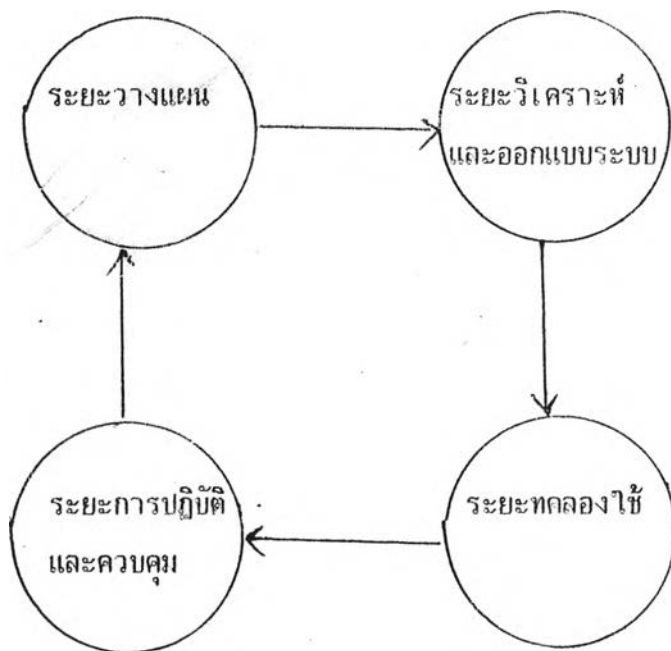 ระยะวางแผน
ระยะวิเคราะห์
และออกแบบระบบ
ระยะทดลองใช้
ระยะการปฏิบัติ
และควบคุม